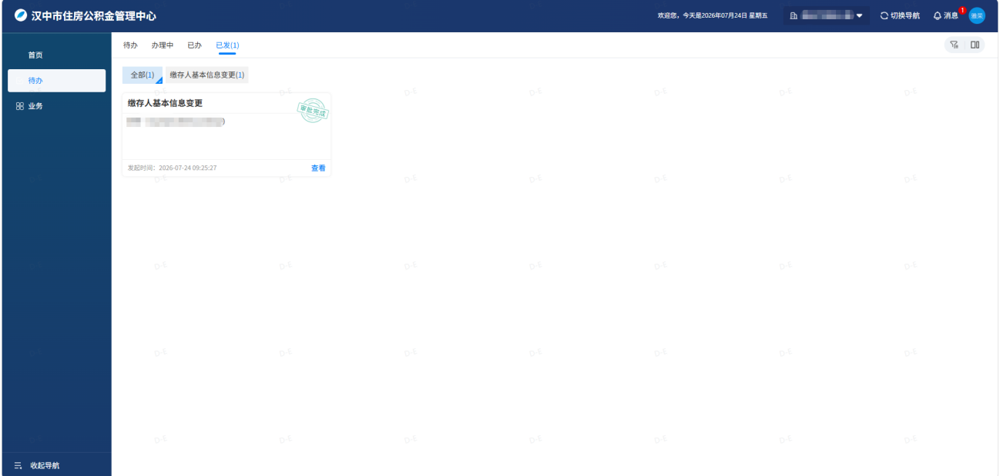 汉中市住房公积金管理中心
欢迎您，今天是2026年07月24日 星期五
切换导航
消息
1
首页
待办
业务
收起导航
待办 办理中 已办 已发(1)
全部(1) 缴存人基本信息变更(1)
缴存人基本信息变更
审批完成
)
发起时间：2026-07-24 09:25:27
查看